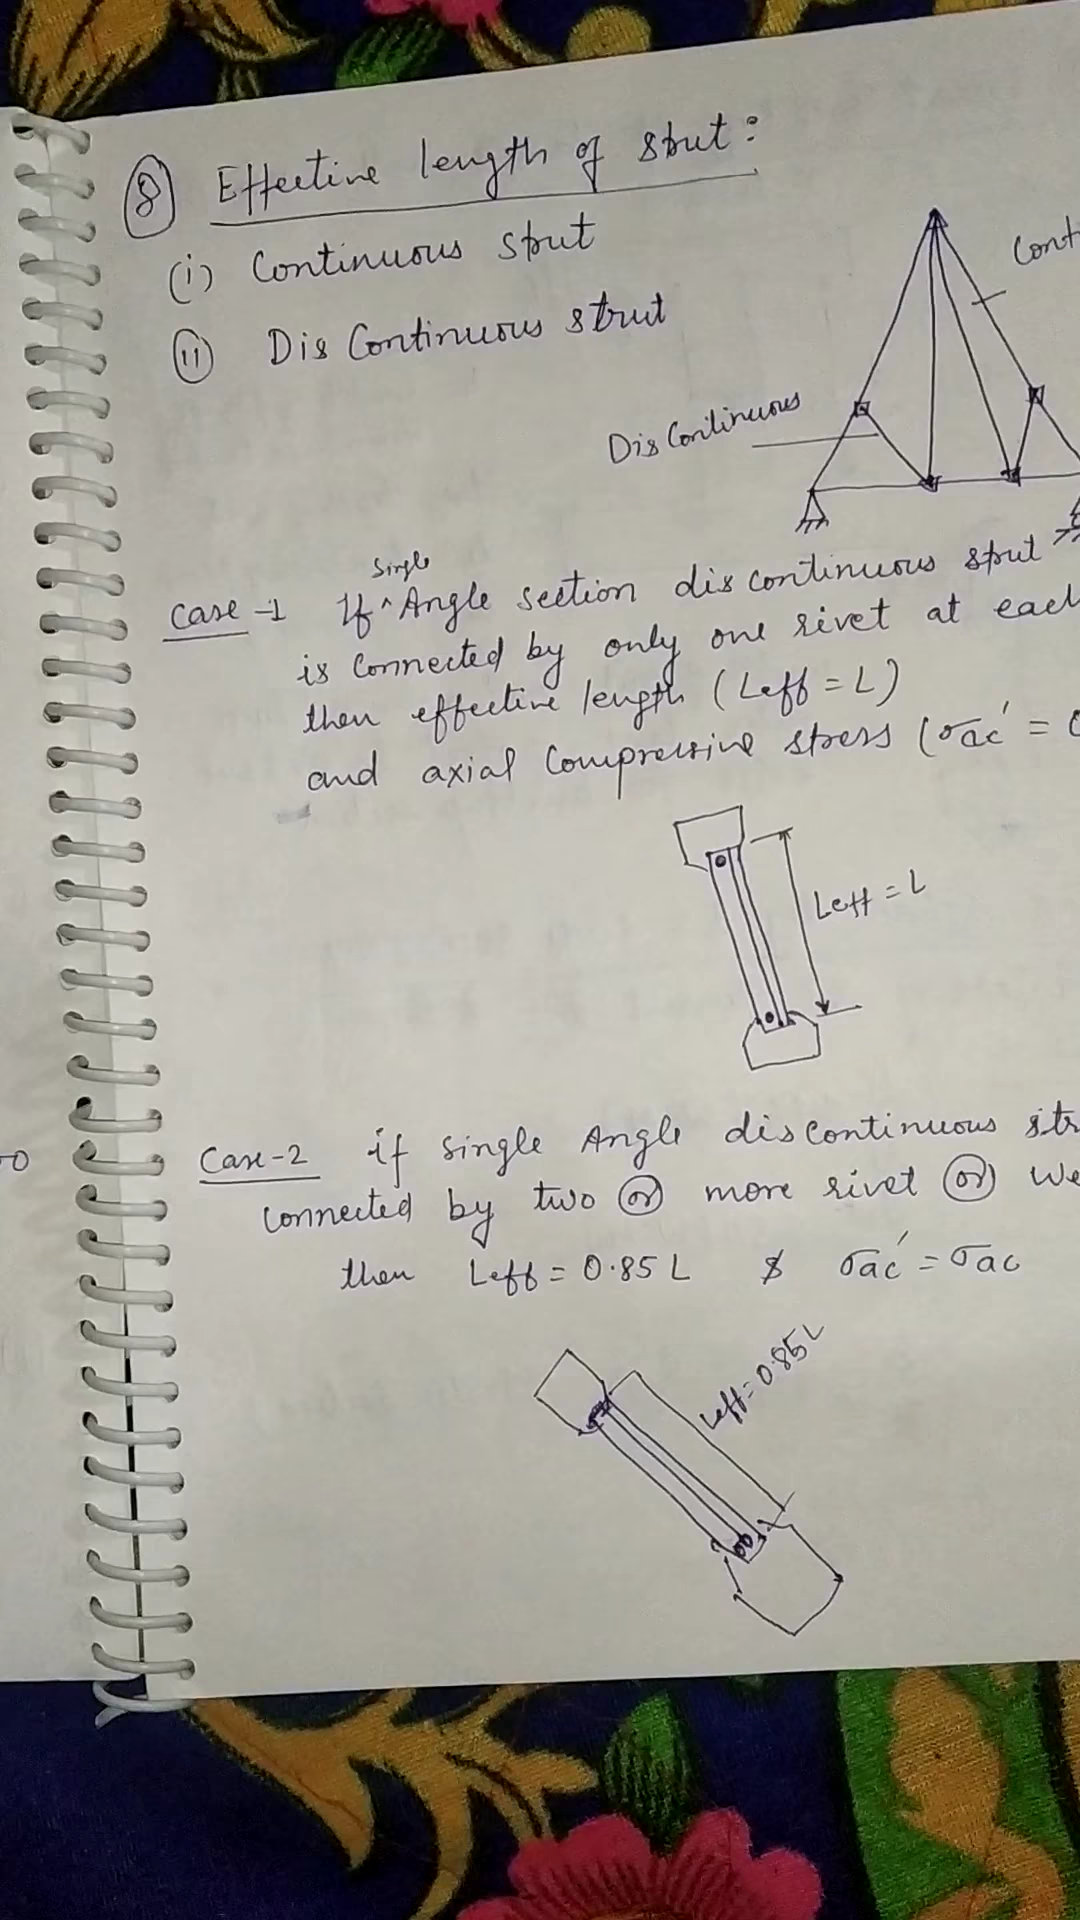 8 Effective length of strut:
(i) Continuous strut
(ii) Dis Continuous strut
Cont
Dis Continuous
Case -1 If ^ Single Angle section dis continuous strut
is Connected by only one rivet at each
then effective length (Leff = L)
and axial Compressive stress (σac' =
Leff = L
Case-2 if single Angle discontinuous str
connected by two or more rivet or We
then Leff = 0.85 L & σac' = σac
Leff = 0.85L